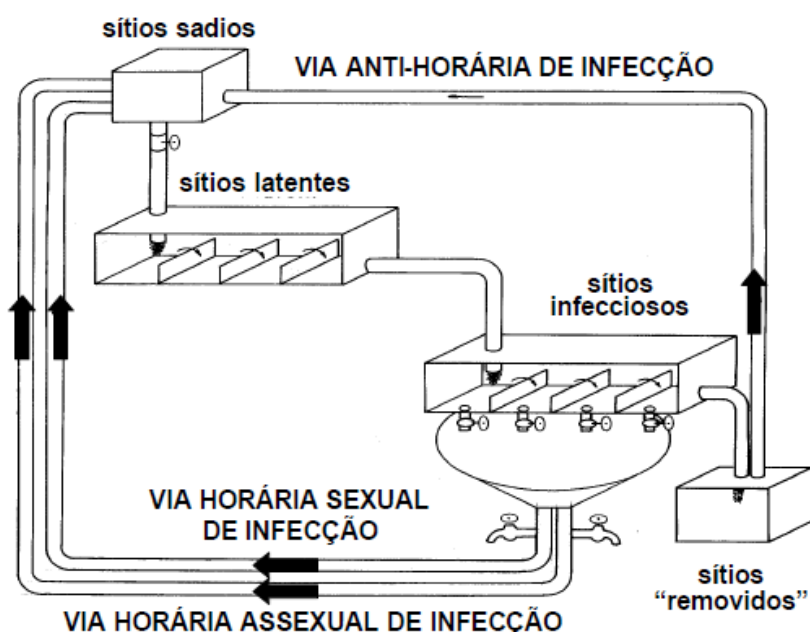 sítios sadios
VIA ANTI-HORÁRIA DE INFECÇÃO
sítios latentes
sítios
infecciosos
VIA HORÁRIA SEXUAL
DE INFECÇÃO
sítios
"removidos"
VIA HORÁRIA ASSEXUAL DE INFECÇÃO